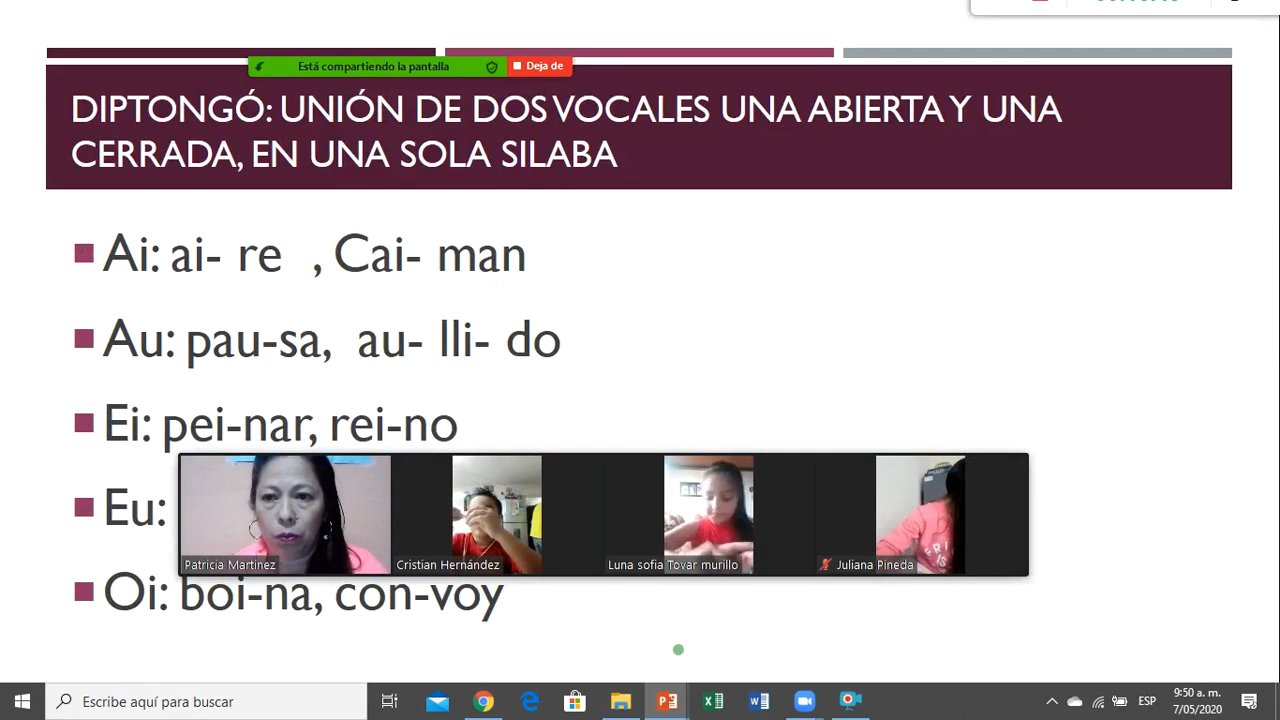 Está compartiendo la pantalla
Deja de
DIPTONGÓ: UNIÓN DE DOS VOCALES UNA ABIERTA Y UNA
CERRADA, EN UNA SOLA SILABA
Ai: ai- re , Cai- man
Au: pau-sa, au- lli- do
Ei: pei-nar, rei-no
Eu:
Patricia Martinez
Cristian Hernández
Luna sofia Tovar murillo
Juliana Pineda
Oi: boi-na, con-voy
Escribe aquí para buscar
ESP
9:50 a. m.
7/05/2020